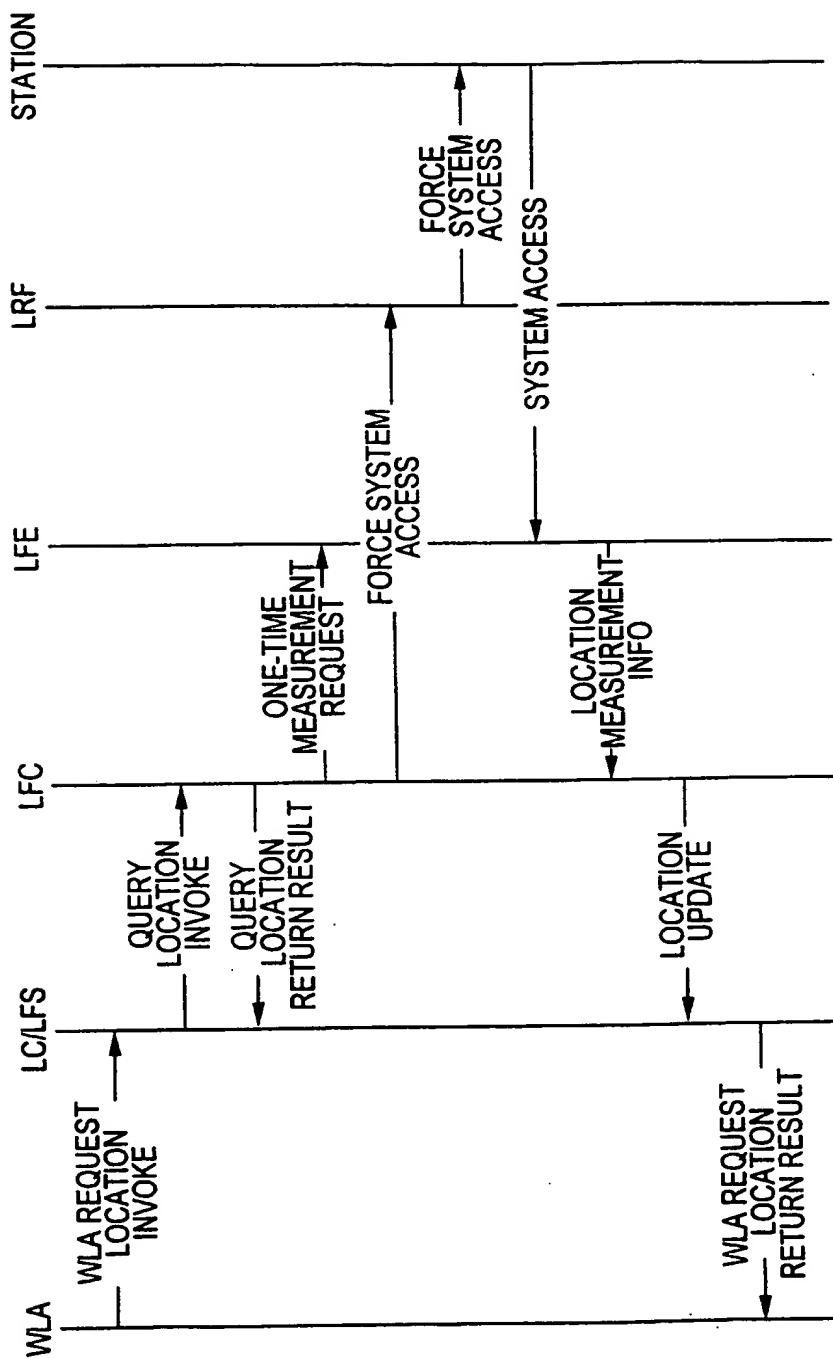 WLA
LC/LFS
LFC
LFE
LRF
STATION
WLA REQUEST
LOCATION
INVOKE
QUERY
LOCATION
INVOKE
QUERY
LOCATION
RETURN RESULT
ONE-TIME
MEASUREMENT
REQUEST
FORCE SYSTEM
ACCESS
FORCE
SYSTEM
ACCESS
SYSTEM ACCESS
LOCATION
MEASUREMENT
INFO
LOCATION
UPDATE
WLA REQUEST
LOCATION
RETURN RESULT